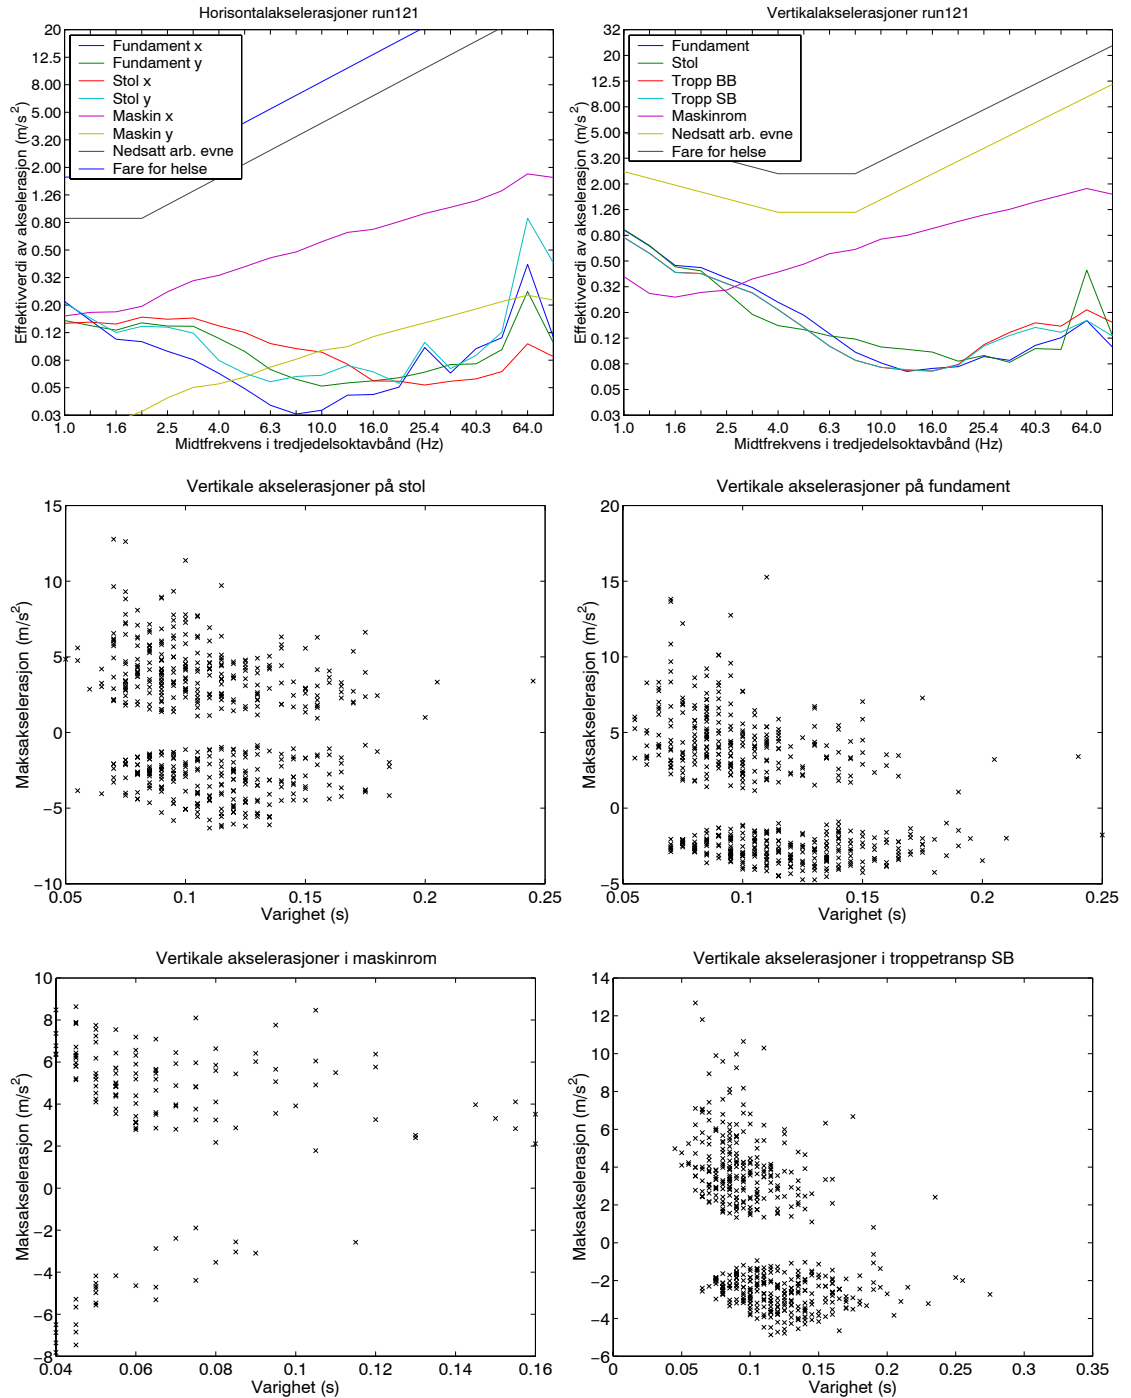 Horisontalakselerasjoner run121
Effektivverdi av akselerasjon (m/s²)
20
12.5
8.00
5.00
3.20
2.00
1.26
0.80
0.50
0.32
0.20
0.12
0.08
0.05
0.03
Fundament x
Fundament y
Stol x
Stol y
Maskin x
Maskin y
Nedsatt arb. evne
Fare for helse
1.0 1.6 2.5 4.0 6.3 10.0 16.0 25.4 40.3 64.0
Midtfrekvens i tredjedelsoktavbånd (Hz)
Vertikalakselerasjoner run121
Effektivverdi av akselerasjon (m/s²)
32
20
12.5
8.00
5.00
3.20
2.00
1.26
0.80
0.50
0.32
0.20
0.12
0.08
0.05
0.03
Fundament
Stol
Tropp BB
Tropp SB
Maskinrom
Nedsatt arb. evne
Fare for helse
1.0 1.6 2.5 4.0 6.3 10.0 16.0 25.4 40.3 64.0
Midtfrekvens i tredjedelsoktavbånd (Hz)
Vertikale akselerasjoner på stol
Maksakselerasjon (m/s²)
15
10
5
0
−5
−10
0.05 0.1 0.15 0.2 0.25
Varighet (s)
Vertikale akselerasjoner på fundament
Maksakselerasjon (m/s²)
20
15
10
5
0
−5
0.05 0.1 0.15 0.2 0.25
Varighet (s)
Vertikale akselerasjoner i maskinrom
Maksakselerasjon (m/s²)
10
8
6
4
2
0
−2
−4
−6
−8
0.04 0.06 0.08 0.1 0.12 0.14 0.16
Varighet (s)
Vertikale akselerasjoner i troppetransp SB
Maksakselerasjon (m/s²)
14
12
10
8
6
4
2
0
−2
−4
−6
0 0.05 0.1 0.15 0.2 0.25 0.3 0.35
Varighet (s)